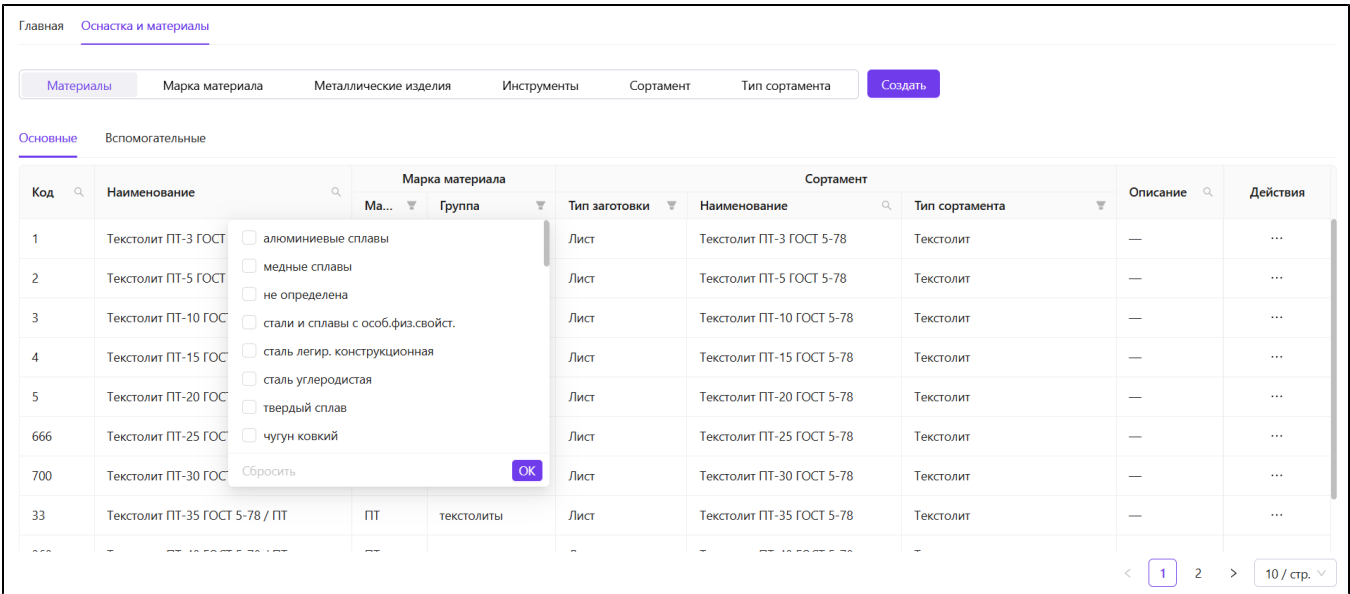 Главная Оснастка и материалы
Материалы Марка материала Металлические изделия Инструменты Сортамент Тип сортамента Создать
Основные Вспомогательные
Марка материала Сортамент
Код Наименование Описание Действия
Ма... Группа Тип заготовки Наименование Тип сортамента
1 Текстолит ПТ-3 ГОСТ алюминиевые сплавы Лист Текстолит ПТ-3 ГОСТ 5-78 Текстолит — ...
медные сплавы
2 Текстолит ПТ-5 ГОСТ Лист Текстолит ПТ-5 ГОСТ 5-78 Текстолит — ...
не определена
3 Текстолит ПТ-10 ГОС Лист Текстолит ПТ-10 ГОСТ 5-78 Текстолит — ...
стали и сплавы с особ.физ.свойст.
4 Текстолит ПТ-15 ГОС сталь легир. конструкционная Лист Текстолит ПТ-15 ГОСТ 5-78 Текстолит — ...
сталь углеродистая
5 Текстолит ПТ-20 ГОС Лист Текстолит ПТ-20 ГОСТ 5-78 Текстолит — ...
твердый сплав
666 Текстолит ПТ-25 ГОС чугун ковкий Лист Текстолит ПТ-25 ГОСТ 5-78 Текстолит — ...
700 Текстолит ПТ-30 ГОС Сбросить OK Лист Текстолит ПТ-30 ГОСТ 5-78 Текстолит — ...
33 Текстолит ПТ-35 ГОСТ 5-78 / ПТ ПТ текстолиты Лист Текстолит ПТ-35 ГОСТ 5-78 Текстолит — ...
< 1 2 > 10 / стр.